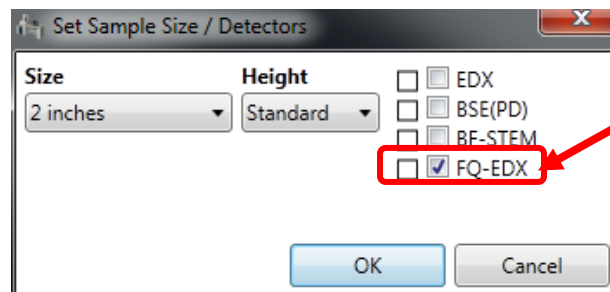 Set Sample Size / Detectors
Size Height EDX
2 inches Standard BSE(PD)
BF-STEM
FQ-EDX
OK Cancel